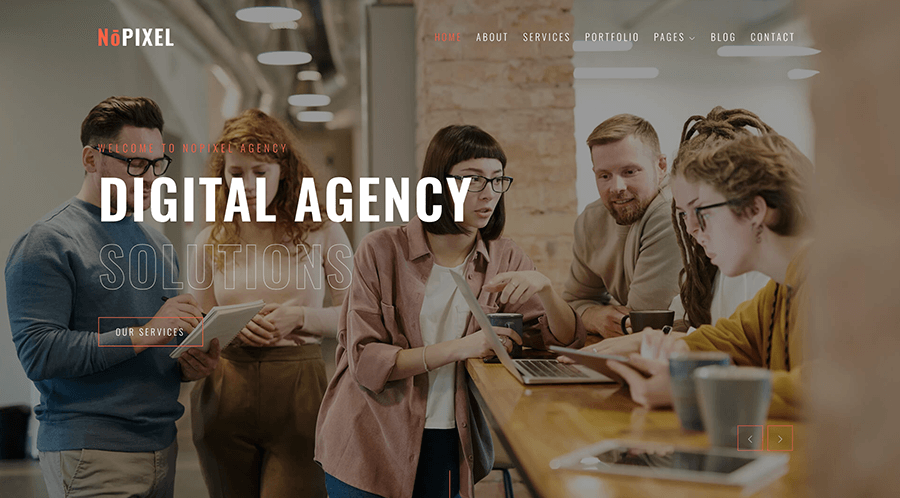 NōPIXEL
HOME ABOUT SERVICES PORTFOLIO PAGES BLOG CONTACT
WELCOME TO NOPIXEL AGENCY
DIGITAL AGENCY
SOLUTIONS
OUR SERVICES